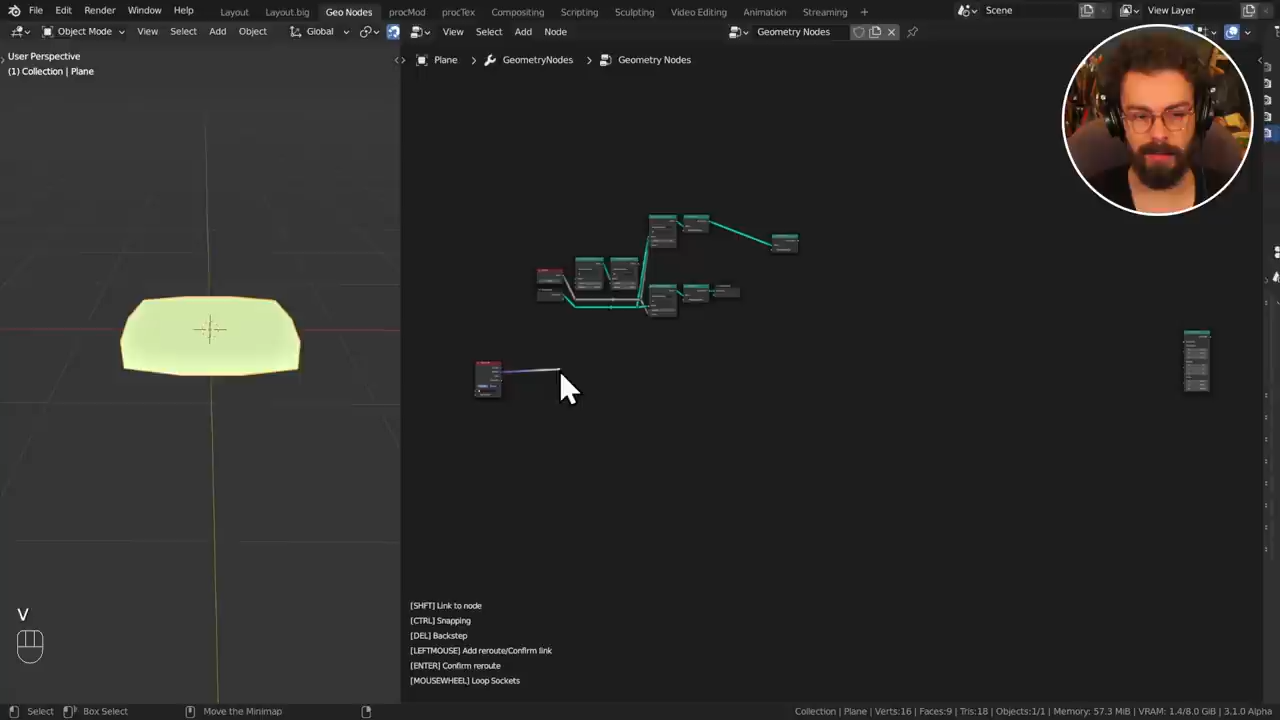 File Edit Render Window Help Layout Layout.big Geo Nodes procMod procTex Compositing Scripting Sculpting Video Editing Animation Streaming + Scene View Layer
Object Mode View Select Add Object Global View Select Add Node Geometry Nodes
User Perspective
(1) Collection | Plane
Plane > GeometryNodes > Geometry Nodes
[SHFT] Link to node
[CTRL] Snapping
[DEL] Backstep
[LEFTMOUSE] Add reroute/Confirm link
[ENTER] Confirm reroute
[MOUSEWHEEL] Loop Sockets
V
Select Box Select Move the Minimap Collection | Plane | Verts:16 | Faces:9 | Tris:18 | Objects:1/1 | Memory: 57.3 MiB | VRAM: 1.4/8.0 GiB | 3.1.0 Alpha